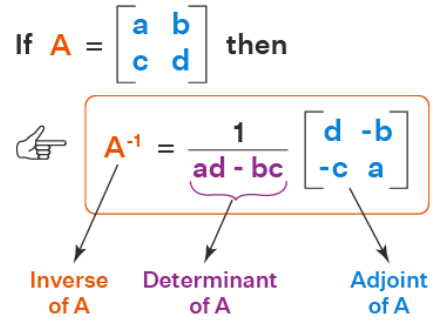 If A = [a b
c d] then
A⁻¹ = 1 / ad - bc [d -b
-c a]
Inverse of A
Determinant of A
Adjoint of A